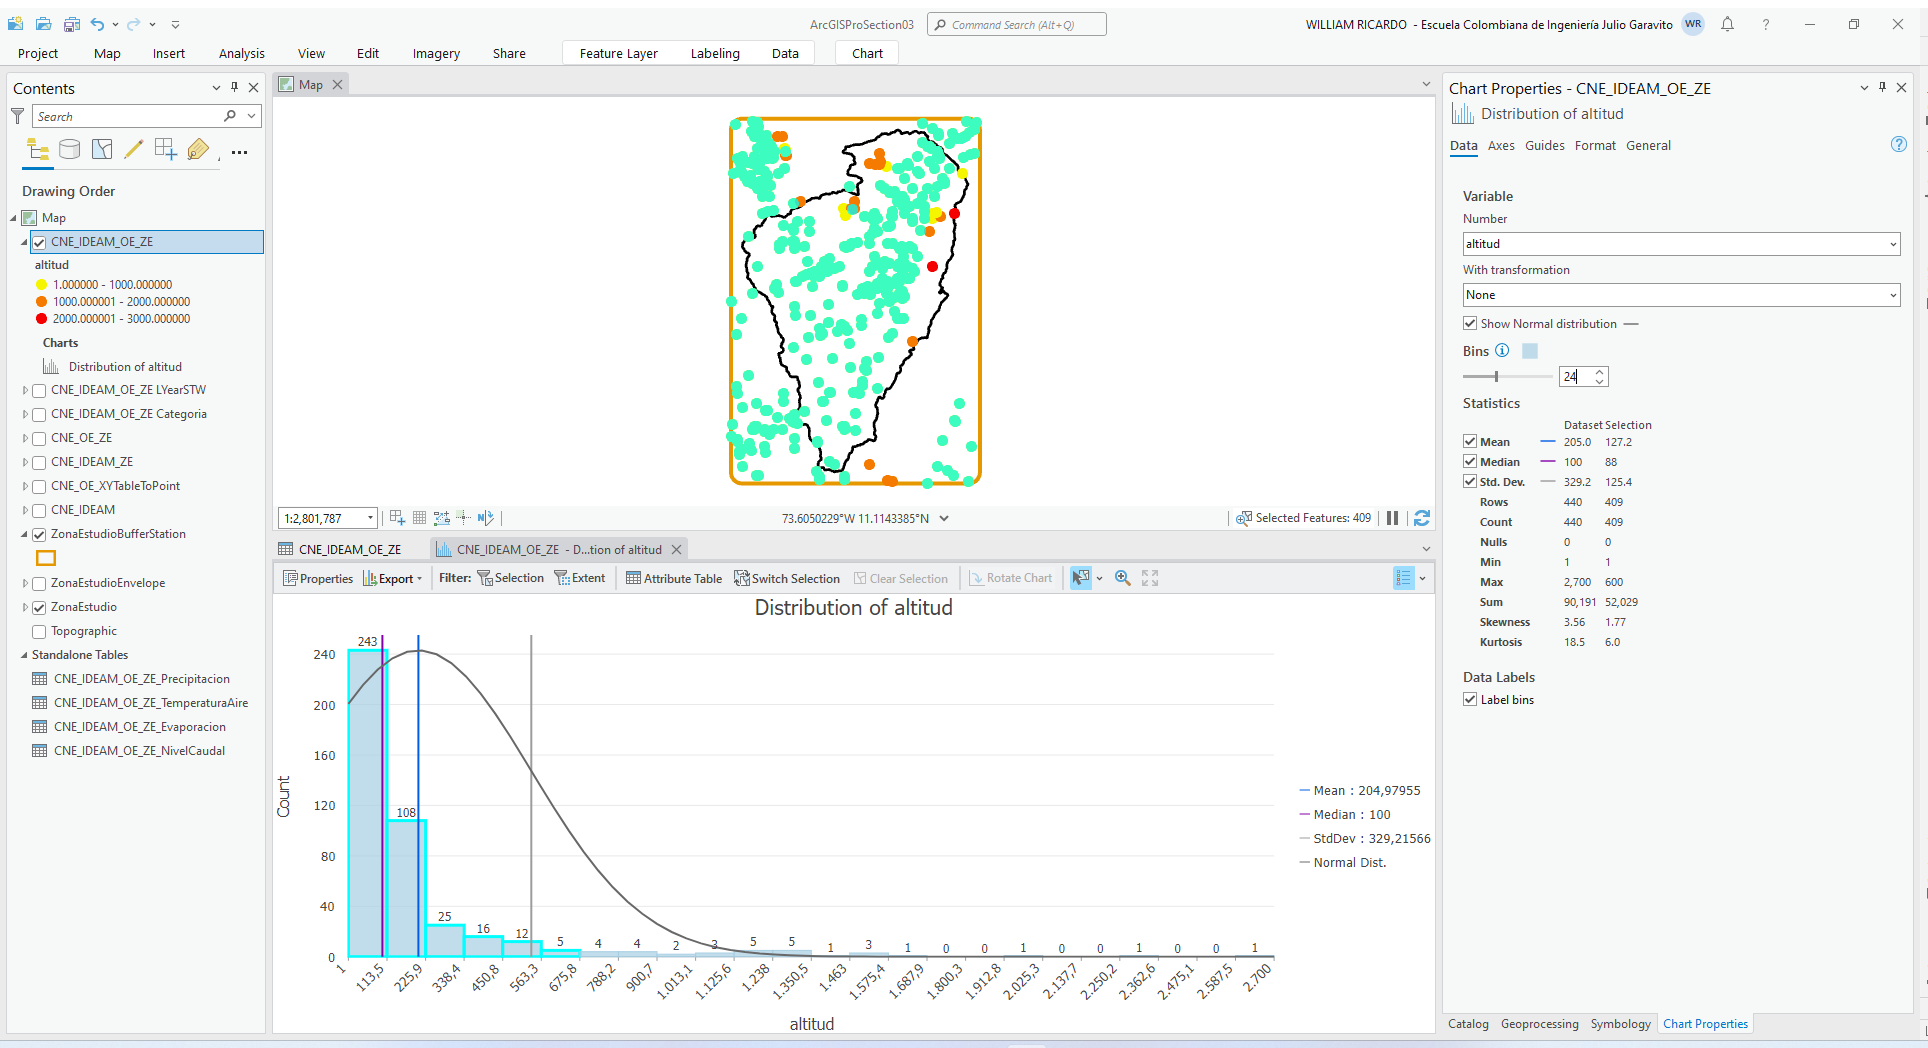 ArcGISProSection03
Command Search (Alt+Q)
WILLIAM RICARDO - Escuela Colombiana de Ingeniería Julio Garavito
WR
?
Project
Map
Insert
Analysis
View
Edit
Imagery
Share
Feature Layer
Labeling
Data
Chart
Contents
Search
Drawing Order
Map
CNE_IDEAM_OE_ZE
altitud
1.000000 - 1000.000000
1000.000001 - 2000.000000
2000.000001 - 3000.000000
Charts
Distribution of altitud
CNE_IDEAM_OE_ZE LYearSTW
CNE_IDEAM_OE_ZE Categoria
CNE_OE_ZE
CNE_IDEAM_ZE
CNE_OE_XYTableToPoint
CNE_IDEAM
ZonaEstudioBufferStation
ZonaEstudioEnvelope
ZonaEstudio
Topographic
Standalone Tables
CNE_IDEAM_OE_ZE_Precipitacion
CNE_IDEAM_OE_ZE_TemperaturaAire
CNE_IDEAM_OE_ZE_Evaporacion
CNE_IDEAM_OE_ZE_NivelCaudal
Map
1:2,801,787
73.6050229°W 11.1143385°N
Selected Features: 409
CNE_IDEAM_OE_ZE
CNE_IDEAM_OE_ZE - D...tion of altitud
Properties
Export
Filter:
Selection
Extent
Attribute Table
Switch Selection
Clear Selection
Rotate Chart
Distribution of altitud
Count
240
200
160
120
80
40
0
243
108
25
16
12
5
4
4
2
3
5
5
1
3
1
0
0
1
0
0
1
0
0
1
1
113,5
225,9
338,4
450,8
563,3
675,8
788,2
900,7
1.013,1
1.125,6
1.238
1.350,5
1.463
1.575,4
1.687,9
1.800,3
1.912,8
2.025,3
2.137,7
2.250,2
2.362,6
2.475,1
2.587,5
2.700
altitud
Mean : 204,97955
Median : 100
StdDev : 329,21566
Normal Dist.
Chart Properties - CNE_IDEAM_OE_ZE
Distribution of altitud
Data
Axes
Guides
Format
General
?
Variable
Number
altitud
With transformation
None
Show Normal distribution
Bins
24
Statistics
Dataset Selection
Mean 205.0 127.2
Median 100 88
Std. Dev. 329.2 125.4
Rows 440 409
Count 440 409
Nulls 0 0
Min 1 1
Max 2,700 600
Sum 90,191 52,029
Skewness 3.56 1.77
Kurtosis 18.5 6.0
Data Labels
Label bins
Catalog
Geoprocessing
Symbology
Chart Properties